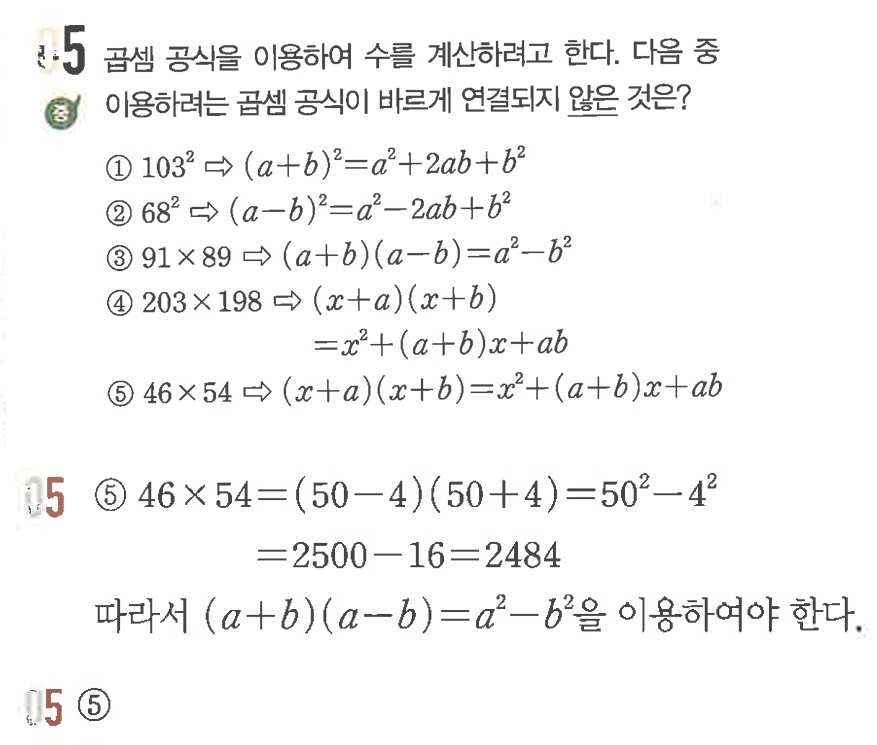 5 곱셈 공식을 이용하여 수를 계산하려고 한다. 다음 중
중 이용하려는 곱셈 공식이 바르게 연결되지 않은 것은?
① 103² ⇨ (a+b)²=a²+2ab+b²
② 68² ⇨ (a−b)²=a²−2ab+b²
③ 91×89 ⇨ (a+b)(a−b)=a²−b²
④ 203×198 ⇨ (x+a)(x+b)
=x²+(a+b)x+ab
⑤ 46×54 ⇨ (x+a)(x+b)=x²+(a+b)x+ab
05 ⑤ 46×54=(50−4)(50+4)=50²−4²
=2500−16=2484
따라서 (a+b)(a−b)=a²−b²을 이용하여야 한다.
05 ⑤